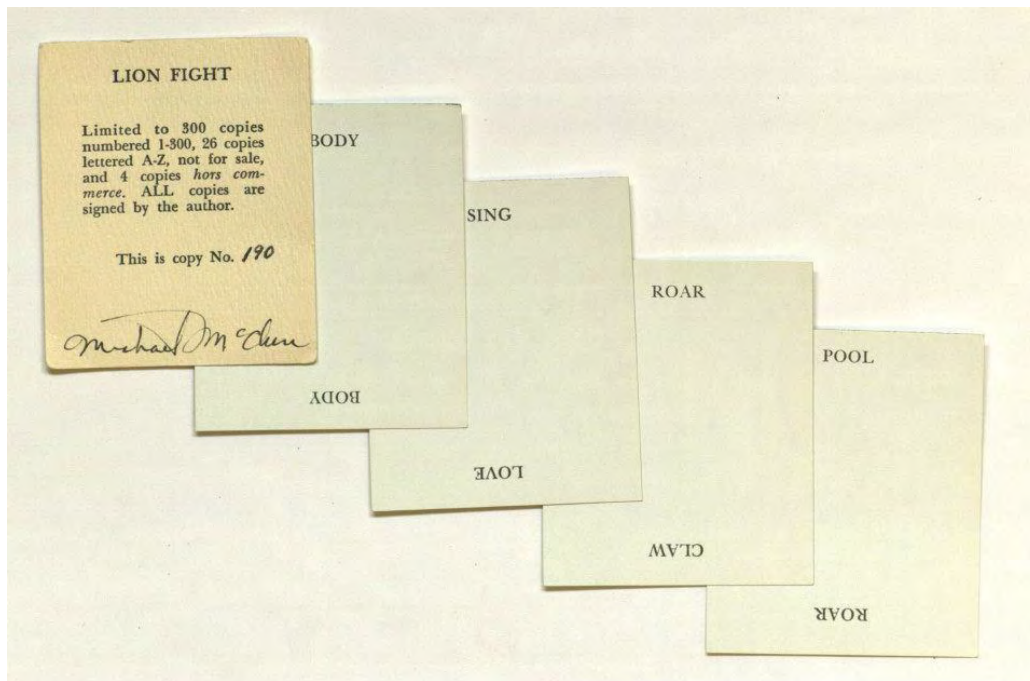 LION FIGHT
Limited to 300 copies
numbered 1-300, 26 copies
lettered A-Z, not for sale,
and 4 copies hors com-
merce. ALL copies are
signed by the author.
This is copy No. 190
Michael McClure
BODY
BODY
SING
LOVE
ROAR
CLAW
POOL
ROAR